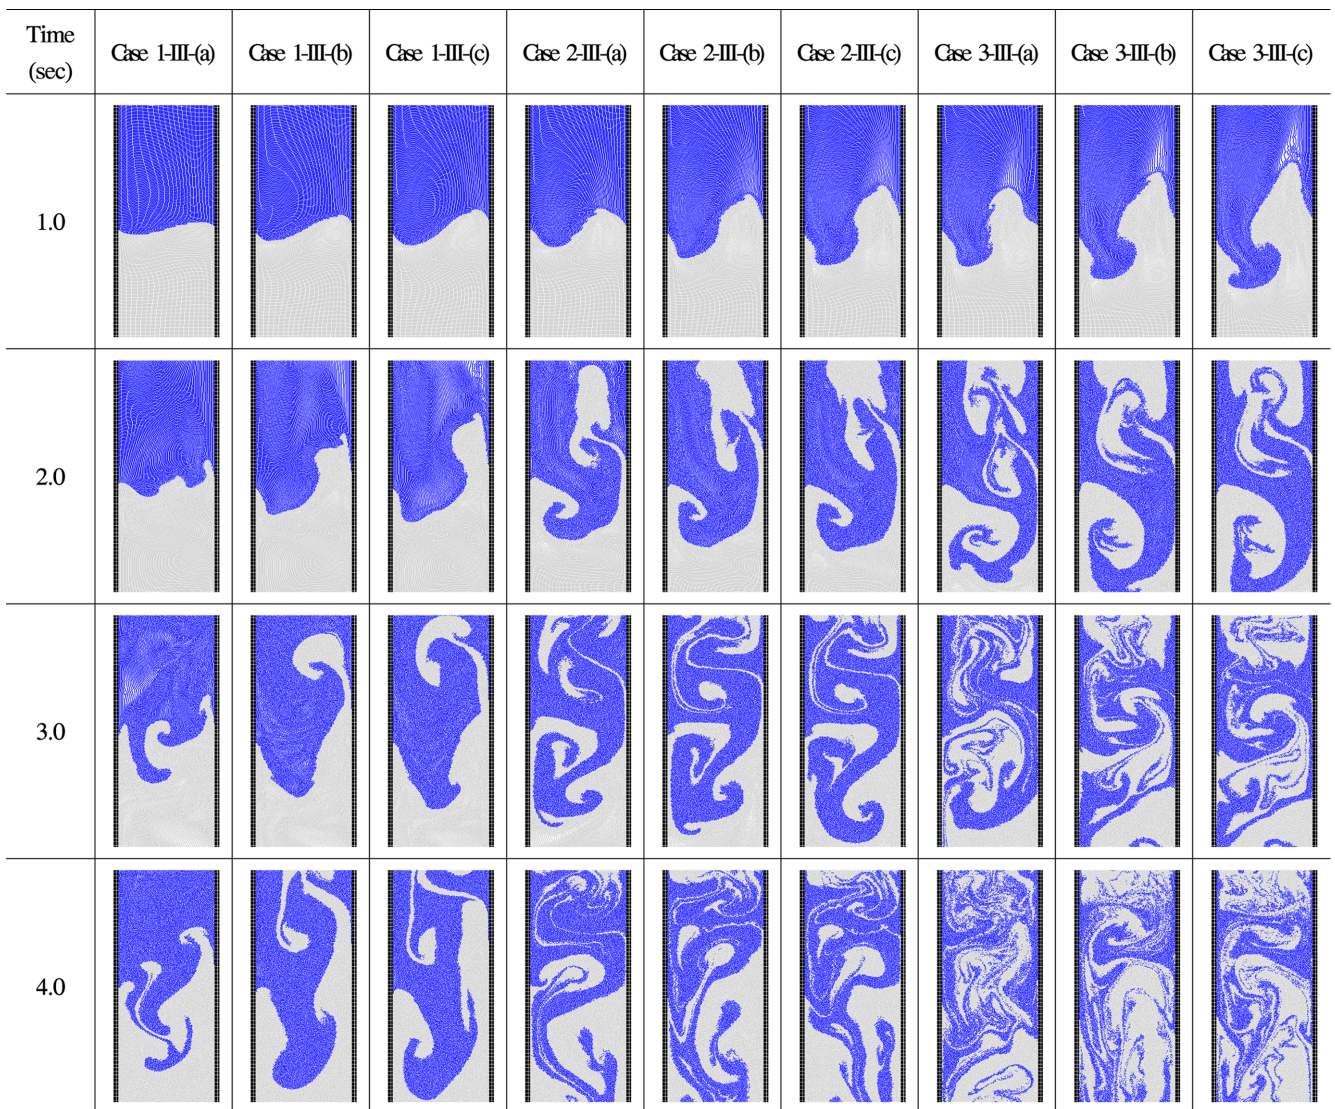 Time
(sec)
Case 1-III-(a)
Case 1-III-(b)
Case 1-III-(c)
Case 2-III-(a)
Case 2-III-(b)
Case 2-III-(c)
Case 3-III-(a)
Case 3-III-(b)
Case 3-III-(c)
1.0
2.0
3.0
4.0